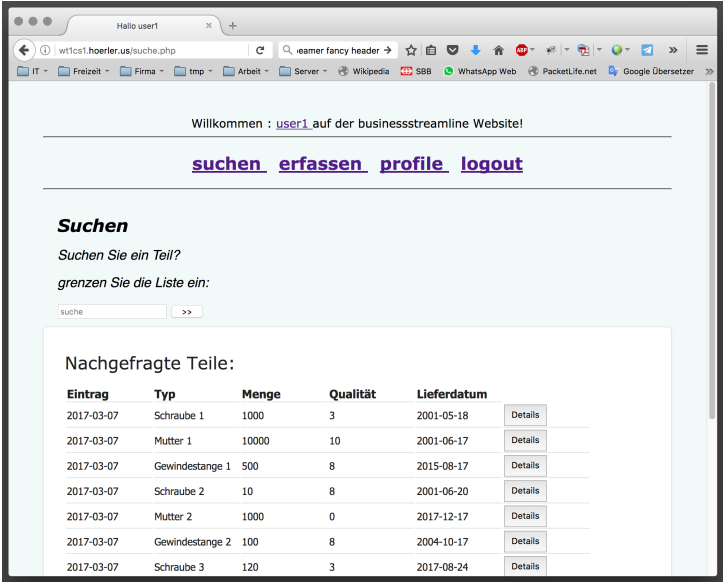 Hallo user1
wt1cs1.hoerler.us/suche.php
eamer fancy header
IT Freizeit Firma tmp Arbeit Server Wikipedia SBB WhatsApp Web PacketLife.net Google Übersetzer
Willkommen : user1 auf der businessstreamline Website!
suchen erfassen profile logout
Suchen
Suchen Sie ein Teil?
grenzen Sie die Liste ein:
suche >>
Nachgefragte Teile:
Eintrag Typ Menge Qualität Lieferdatum
2017-03-07 Schraube 1 1000 3 2001-05-18 Details
2017-03-07 Mutter 1 10000 10 2001-06-17 Details
2017-03-07 Gewindestange 1 500 8 2015-08-17 Details
2017-03-07 Schraube 2 10 8 2001-06-20 Details
2017-03-07 Mutter 2 1000 0 2017-12-17 Details
2017-03-07 Gewindestange 2 100 8 2004-10-17 Details
2017-03-07 Schraube 3 120 3 2017-08-24 Details